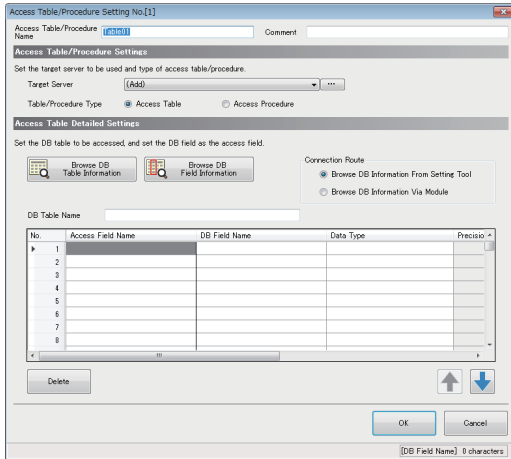 Access Table/Procedure Setting No.[1]
Access Table/Procedure Name Table01 Comment
Access Table/Procedure Settings
Set the target server to be used and type of access table/procedure.
Target Server (Add) ...
Table/Procedure Type Access Table Access Procedure
Access Table Detailed Settings
Set the DB table to be accessed, and set the DB field as the access field.
Browse DB Table Information
Browse DB Field Information
Connection Route
Browse DB Information From Setting Tool
Browse DB Information Via Module
DB Table Name
No. Access Field Name DB Field Name Data Type Precisio
1
2
3
4
5
6
7
8
Delete
OK Cancel
[DB Field Name] 0 characters